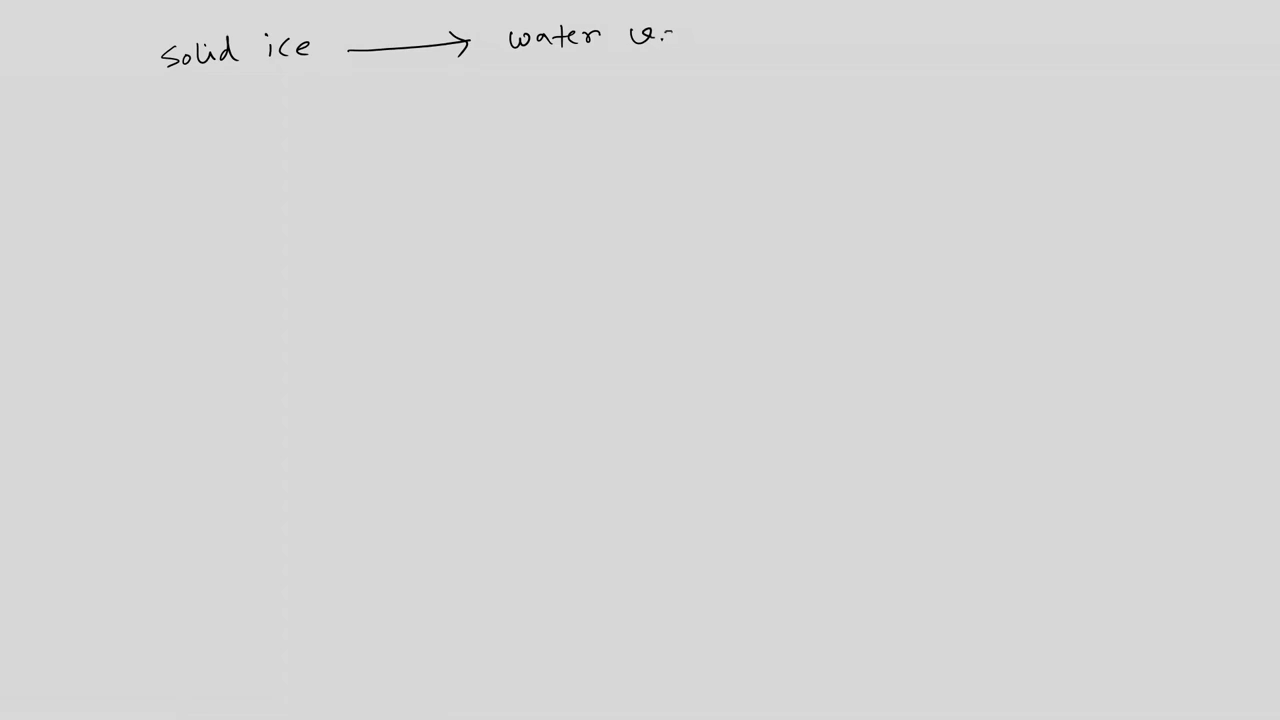 solid ice ⟶ water v